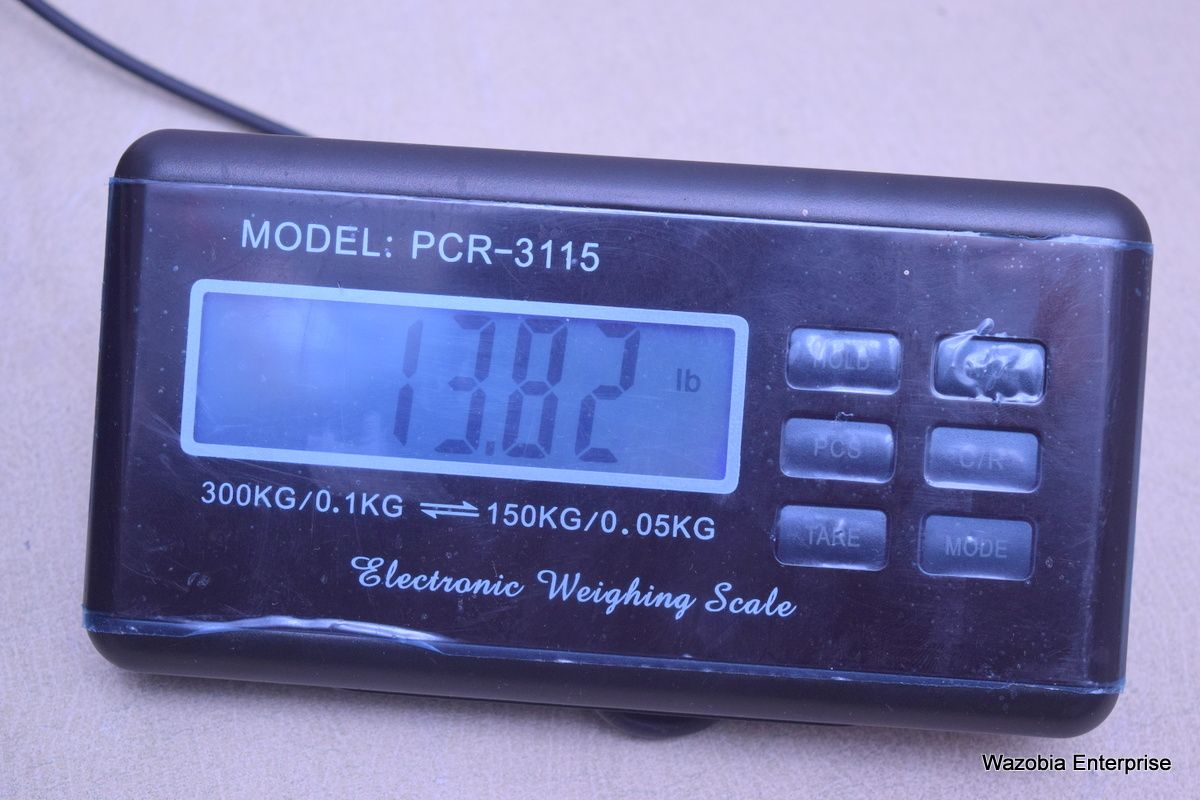 MODEL: PCR-3115
13.82 lb
300KG/0.1KG ⇌ 150KG/0.05KG
Electronic Weighing Scale
HOLD
PCS C/R
TARE MODE
Wazobia Enterprise